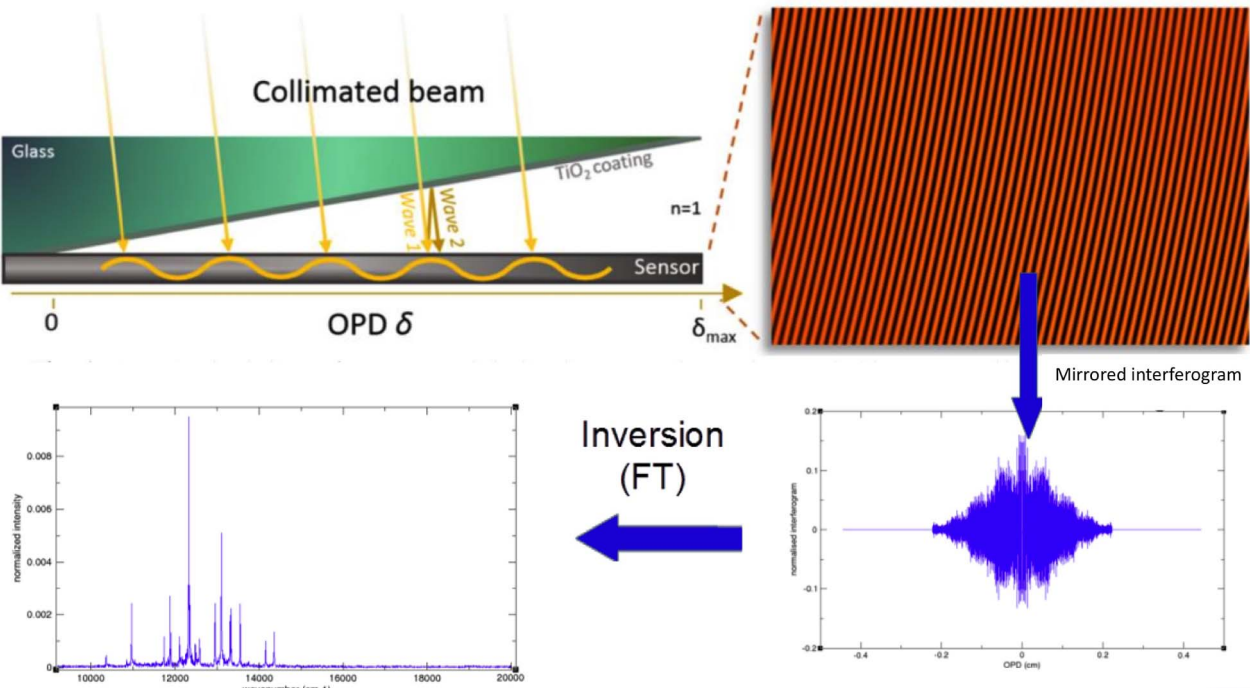 Collimated beam
Glass
TiO₂ coating
n=1
Wave 1
Wave 2
Sensor
0
OPD δ
δmax
Mirrored interferogram
Inversion
(FT)
normalized intensity
0.008
0.006
0.004
0.002
0
10000 12000 14000 16000 18000 20000
normalised interferogram
0.2
0.1
0
-0.1
-0.2
-0.4 -0.2 0 0.2 0.4
OPD (cm)